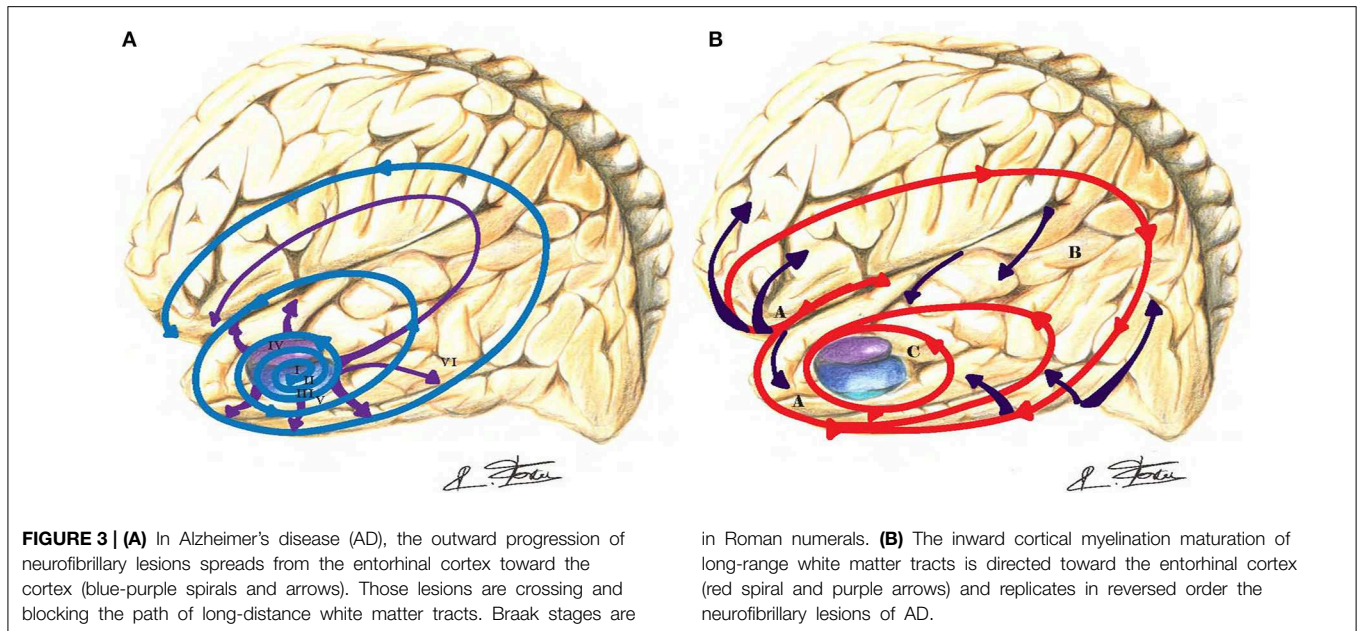 A
B
IV
I
II
III
V
VI
B
A
C
A
FIGURE 3 | (A) In Alzheimer's disease (AD), the outward progression of
neurofibrillary lesions spreads from the entorhinal cortex toward the
cortex (blue-purple spirals and arrows). Those lesions are crossing and
blocking the path of long-distance white matter tracts. Braak stages are
in Roman numerals. (B) The inward cortical myelination maturation of
long-range white matter tracts is directed toward the entorhinal cortex
(red spiral and purple arrows) and replicates in reversed order the
neurofibrillary lesions of AD.